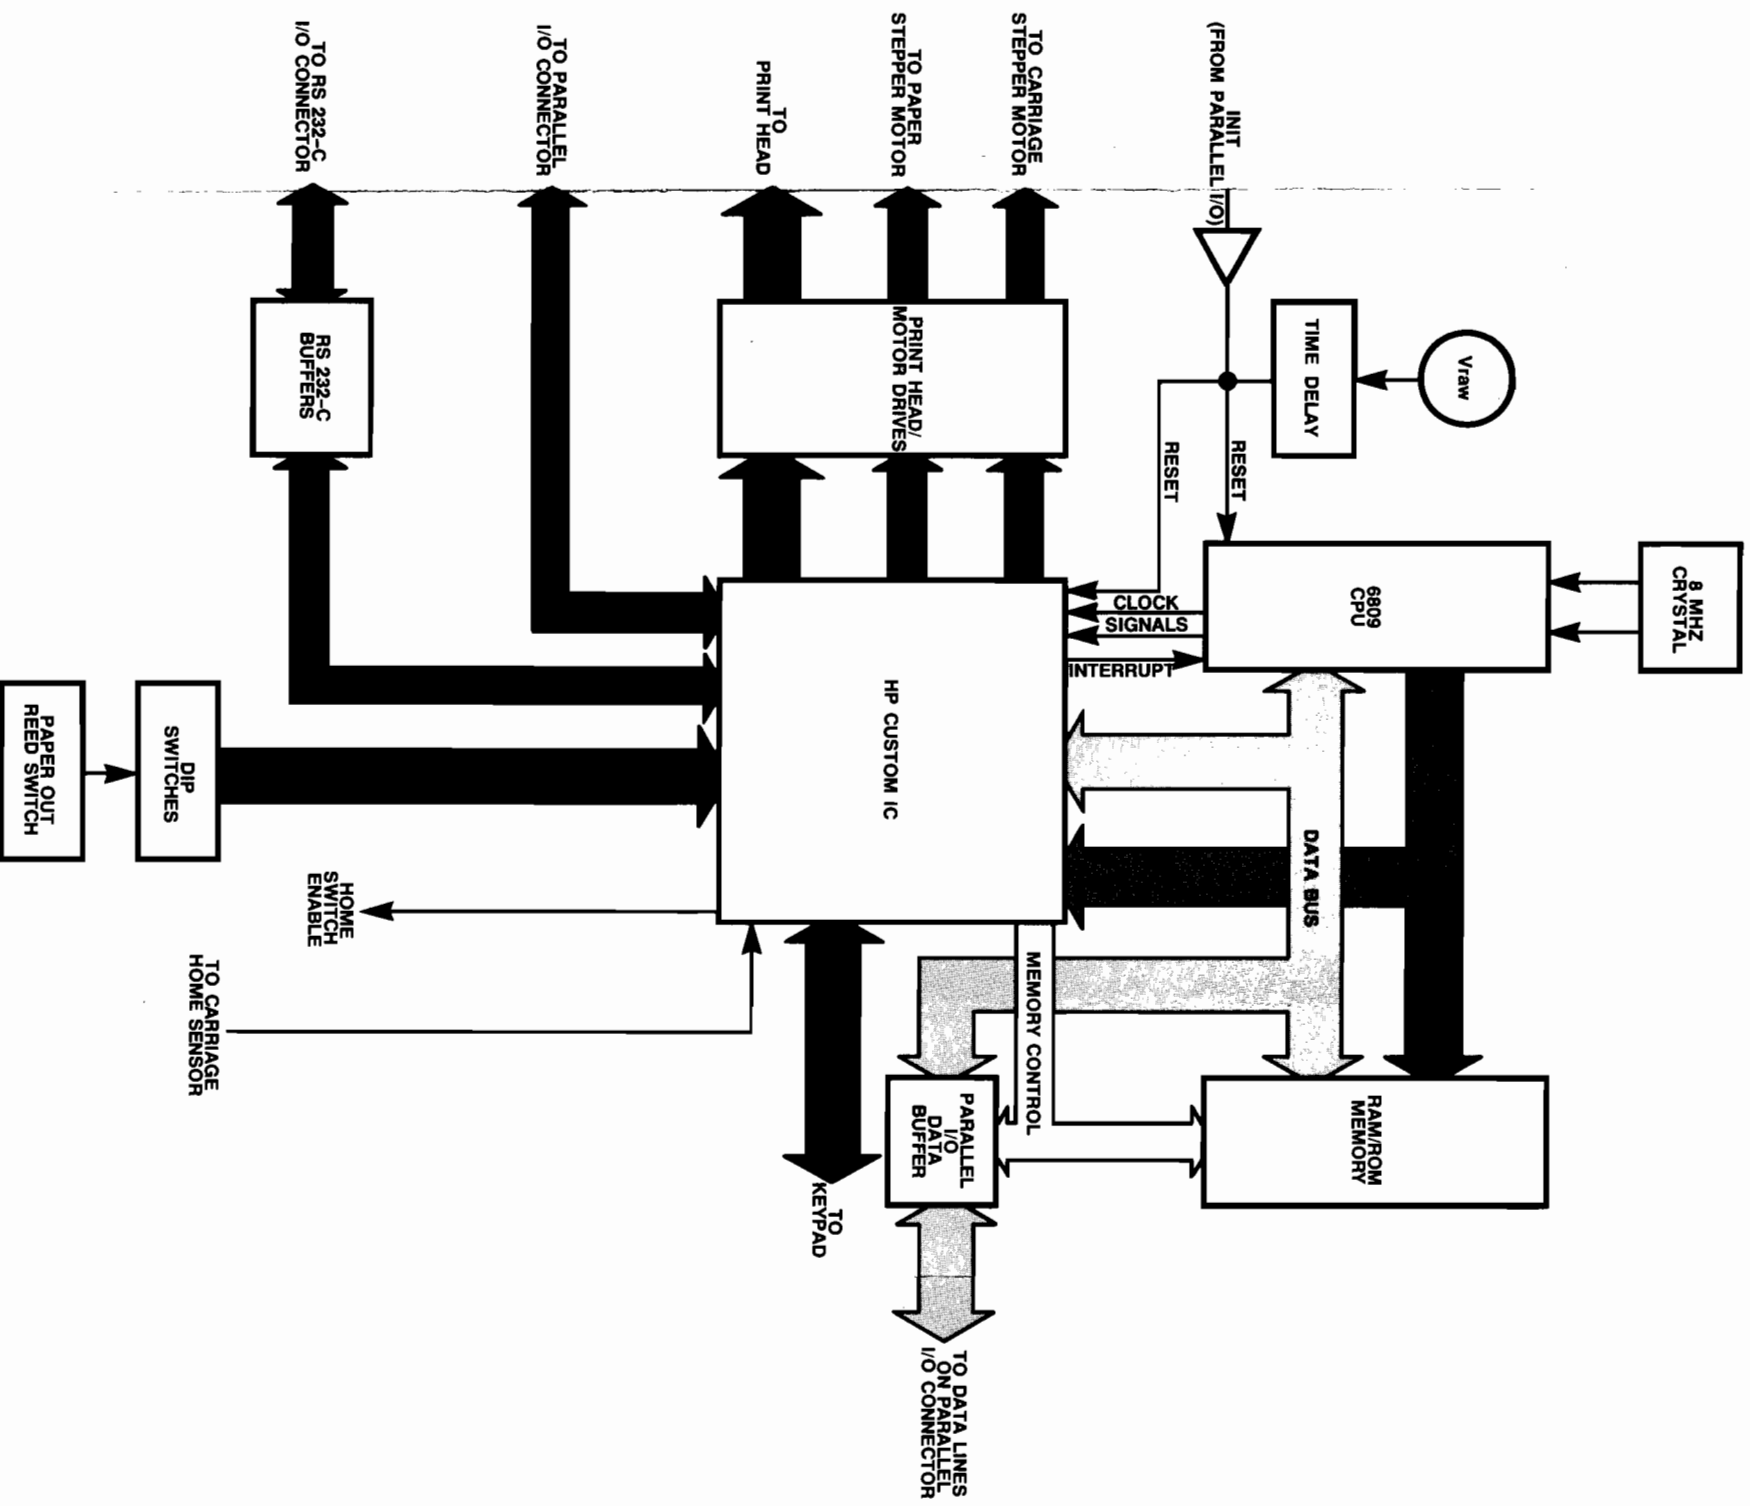 INIT
(FROM PARALLEL I/O)
TO CARRIAGE
STEPPER MOTOR
TO PAPER
STEPPER MOTOR
TO
PRINT HEAD
TO PARALLEL
I/O CONNECTOR
TO RS 232-C
I/O CONNECTOR
Vraw
TIME DELAY
PRINT HEAD/
MOTOR DRIVES
RS 232-C
BUFFERS
RESET
RESET
8 MHZ
CRYSTAL
6809
CPU
CLOCK
SIGNALS
INTERRUPT
HP CUSTOM IC
DIP
SWITCHES
PAPER OUT
REED SWITCH
DATA BUS
HOME
SWITCH
ENABLE
TO CARRIAGE
HOME SENSOR
MEMORY CONTROL
RAM/ROM
MEMORY
PARALLEL
I/O
DATA
BUFFER
TO
KEYPAD
TO DATA LINES
ON PARALLEL
I/O CONNECTOR